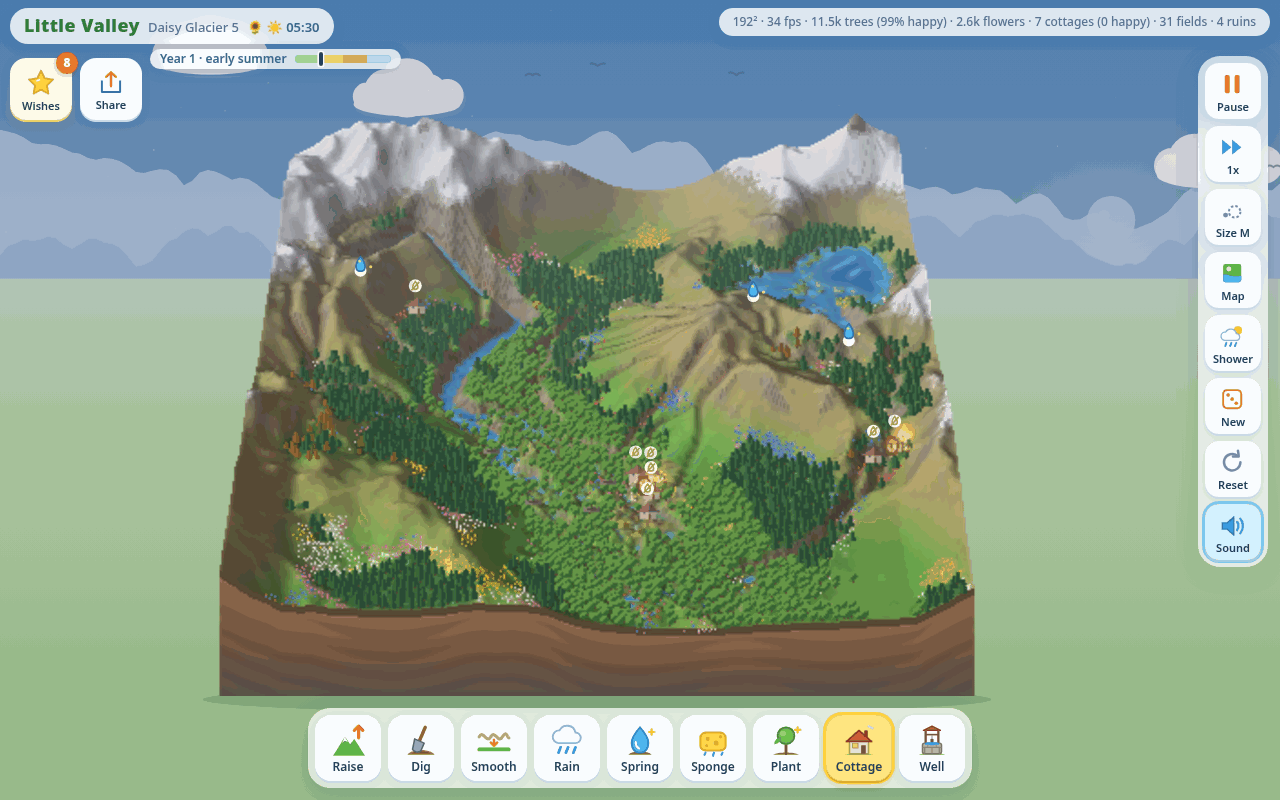 Little Valley Daisy Glacier 5 05:30
192² · 34 fps · 11.5k trees (99% happy) · 2.6k flowers · 7 cottages (0 happy) · 31 fields · 4 ruins
Year 1 · early summer
8
Wishes
Share
Pause
1x
Size M
Map
Shower
New
Reset
Sound
Raise
Dig
Smooth
Rain
Spring
Sponge
Plant
Cottage
Well